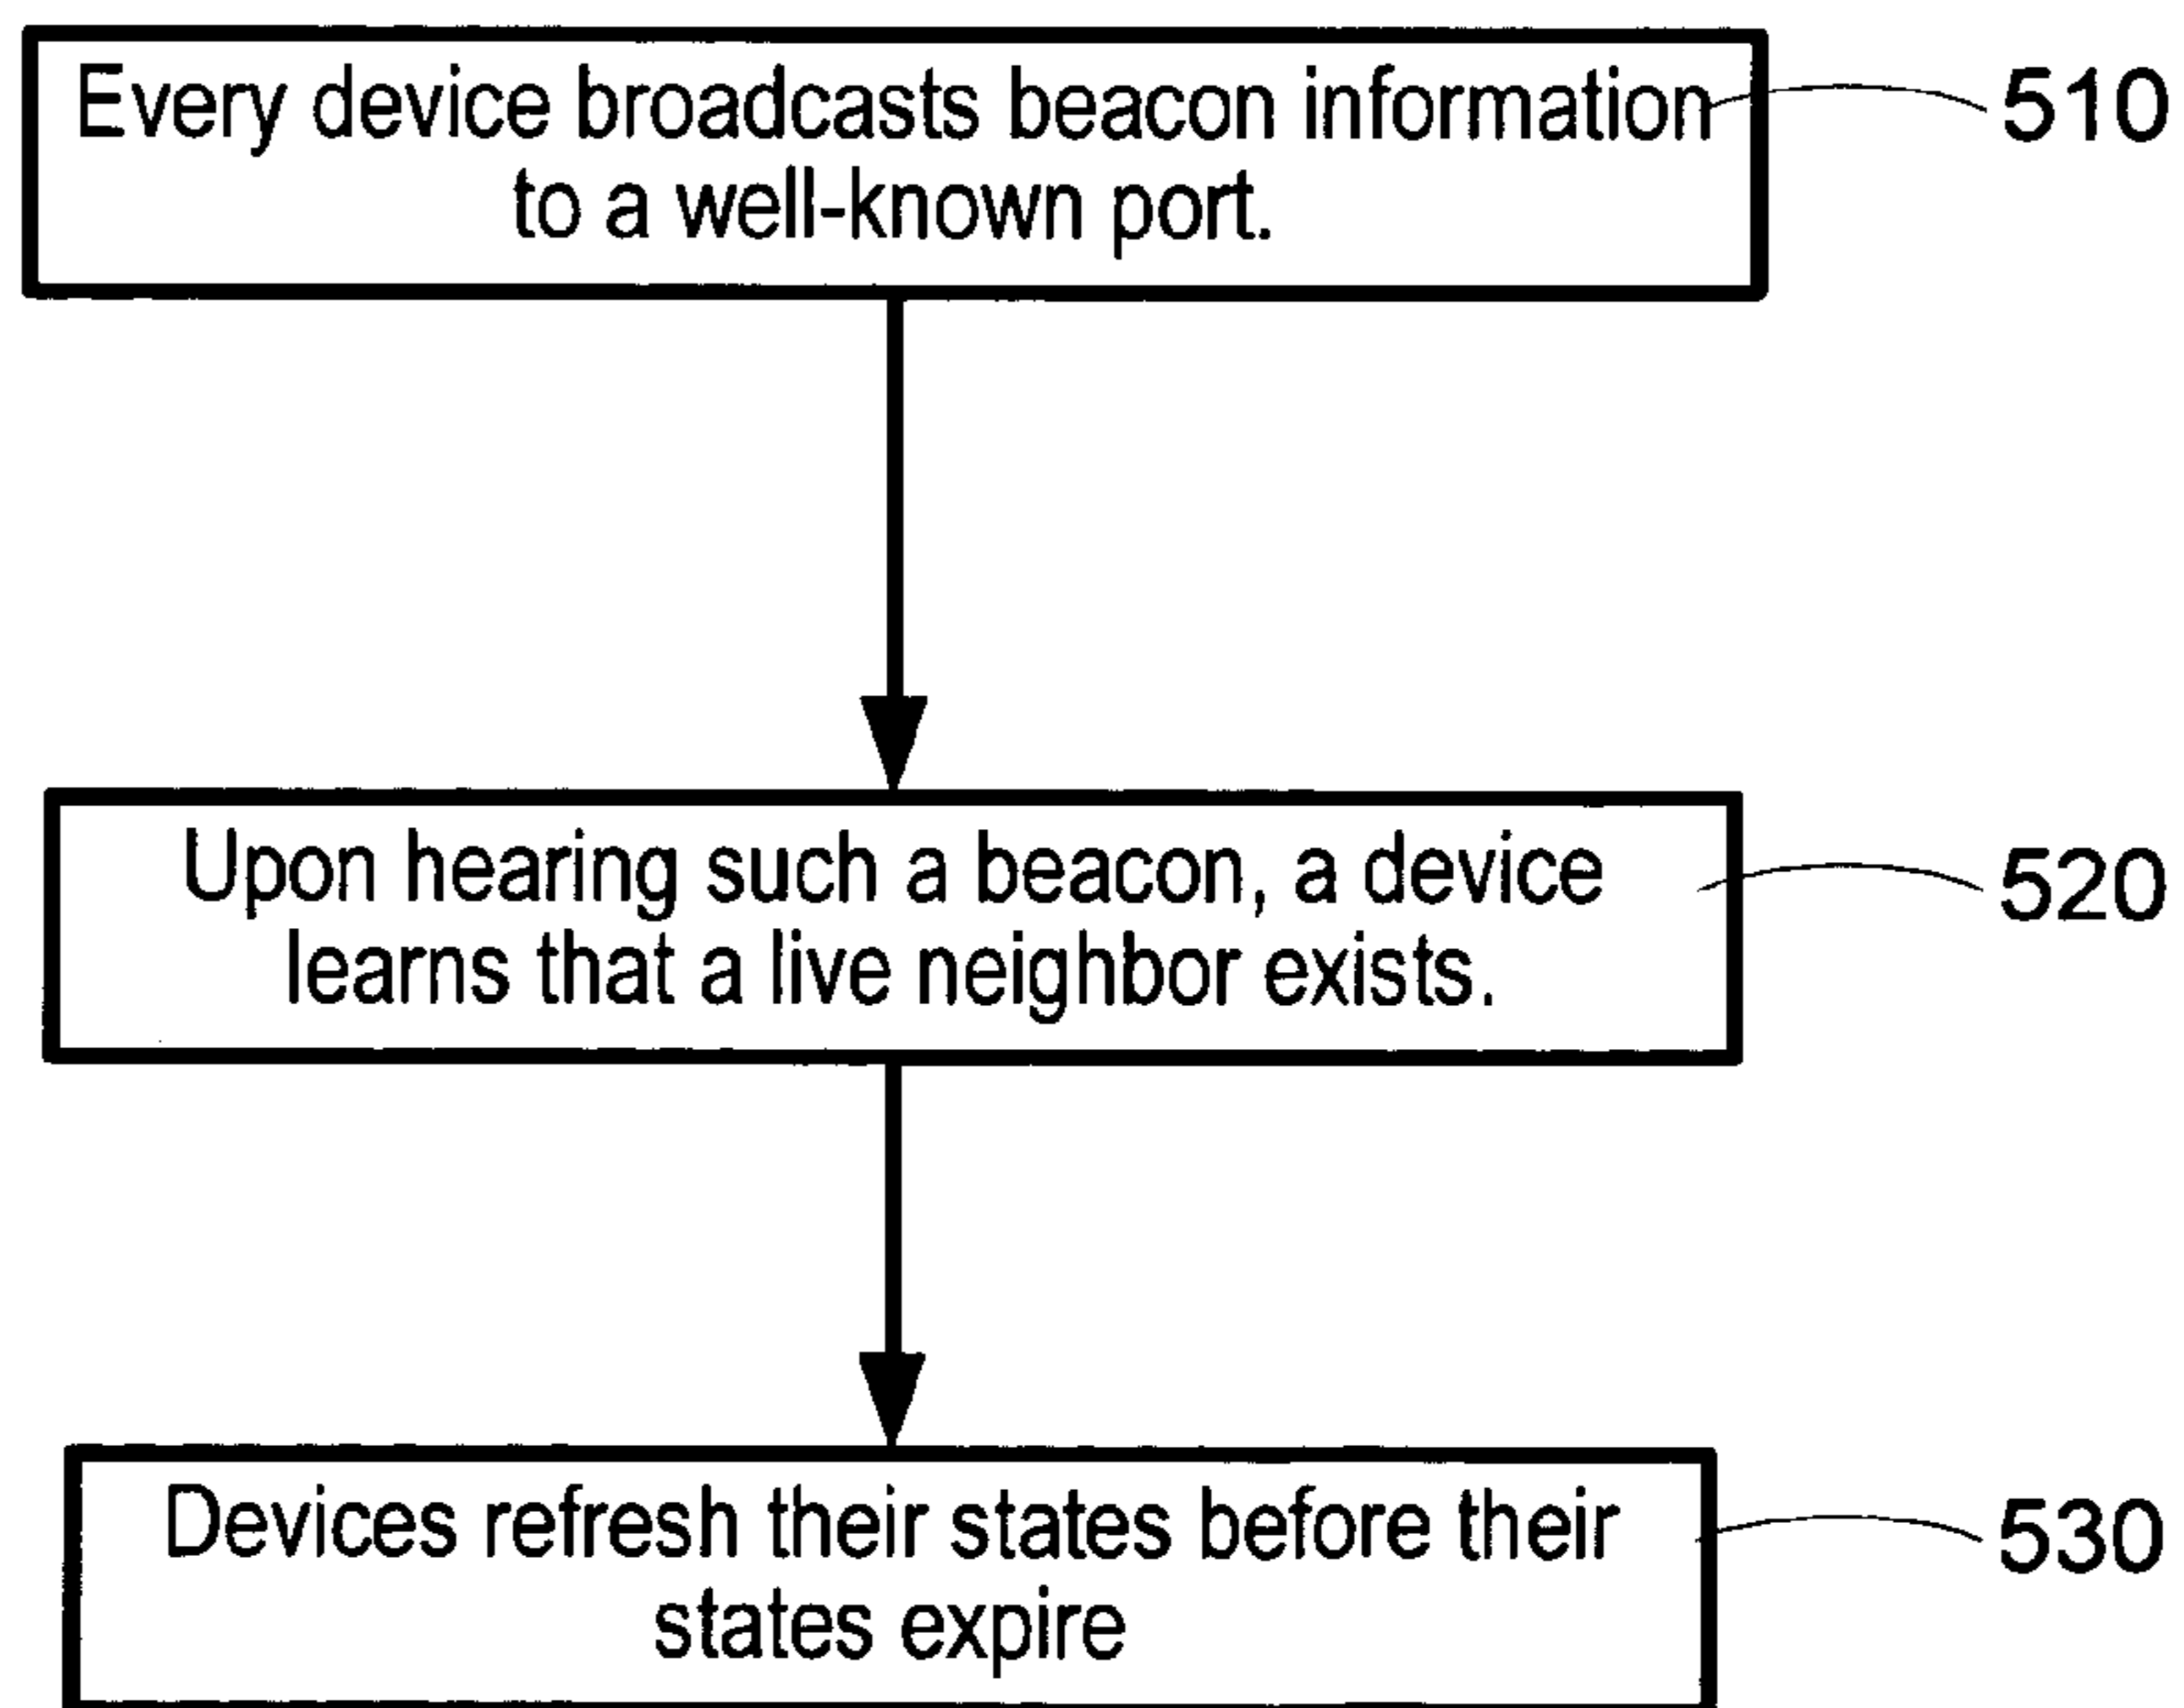 Every device broadcasts beacon information
to a well-known port.
510
Upon hearing such a beacon, a device
learns that a live neighbor exists.
520
Devices refresh their states before their
states expire
530